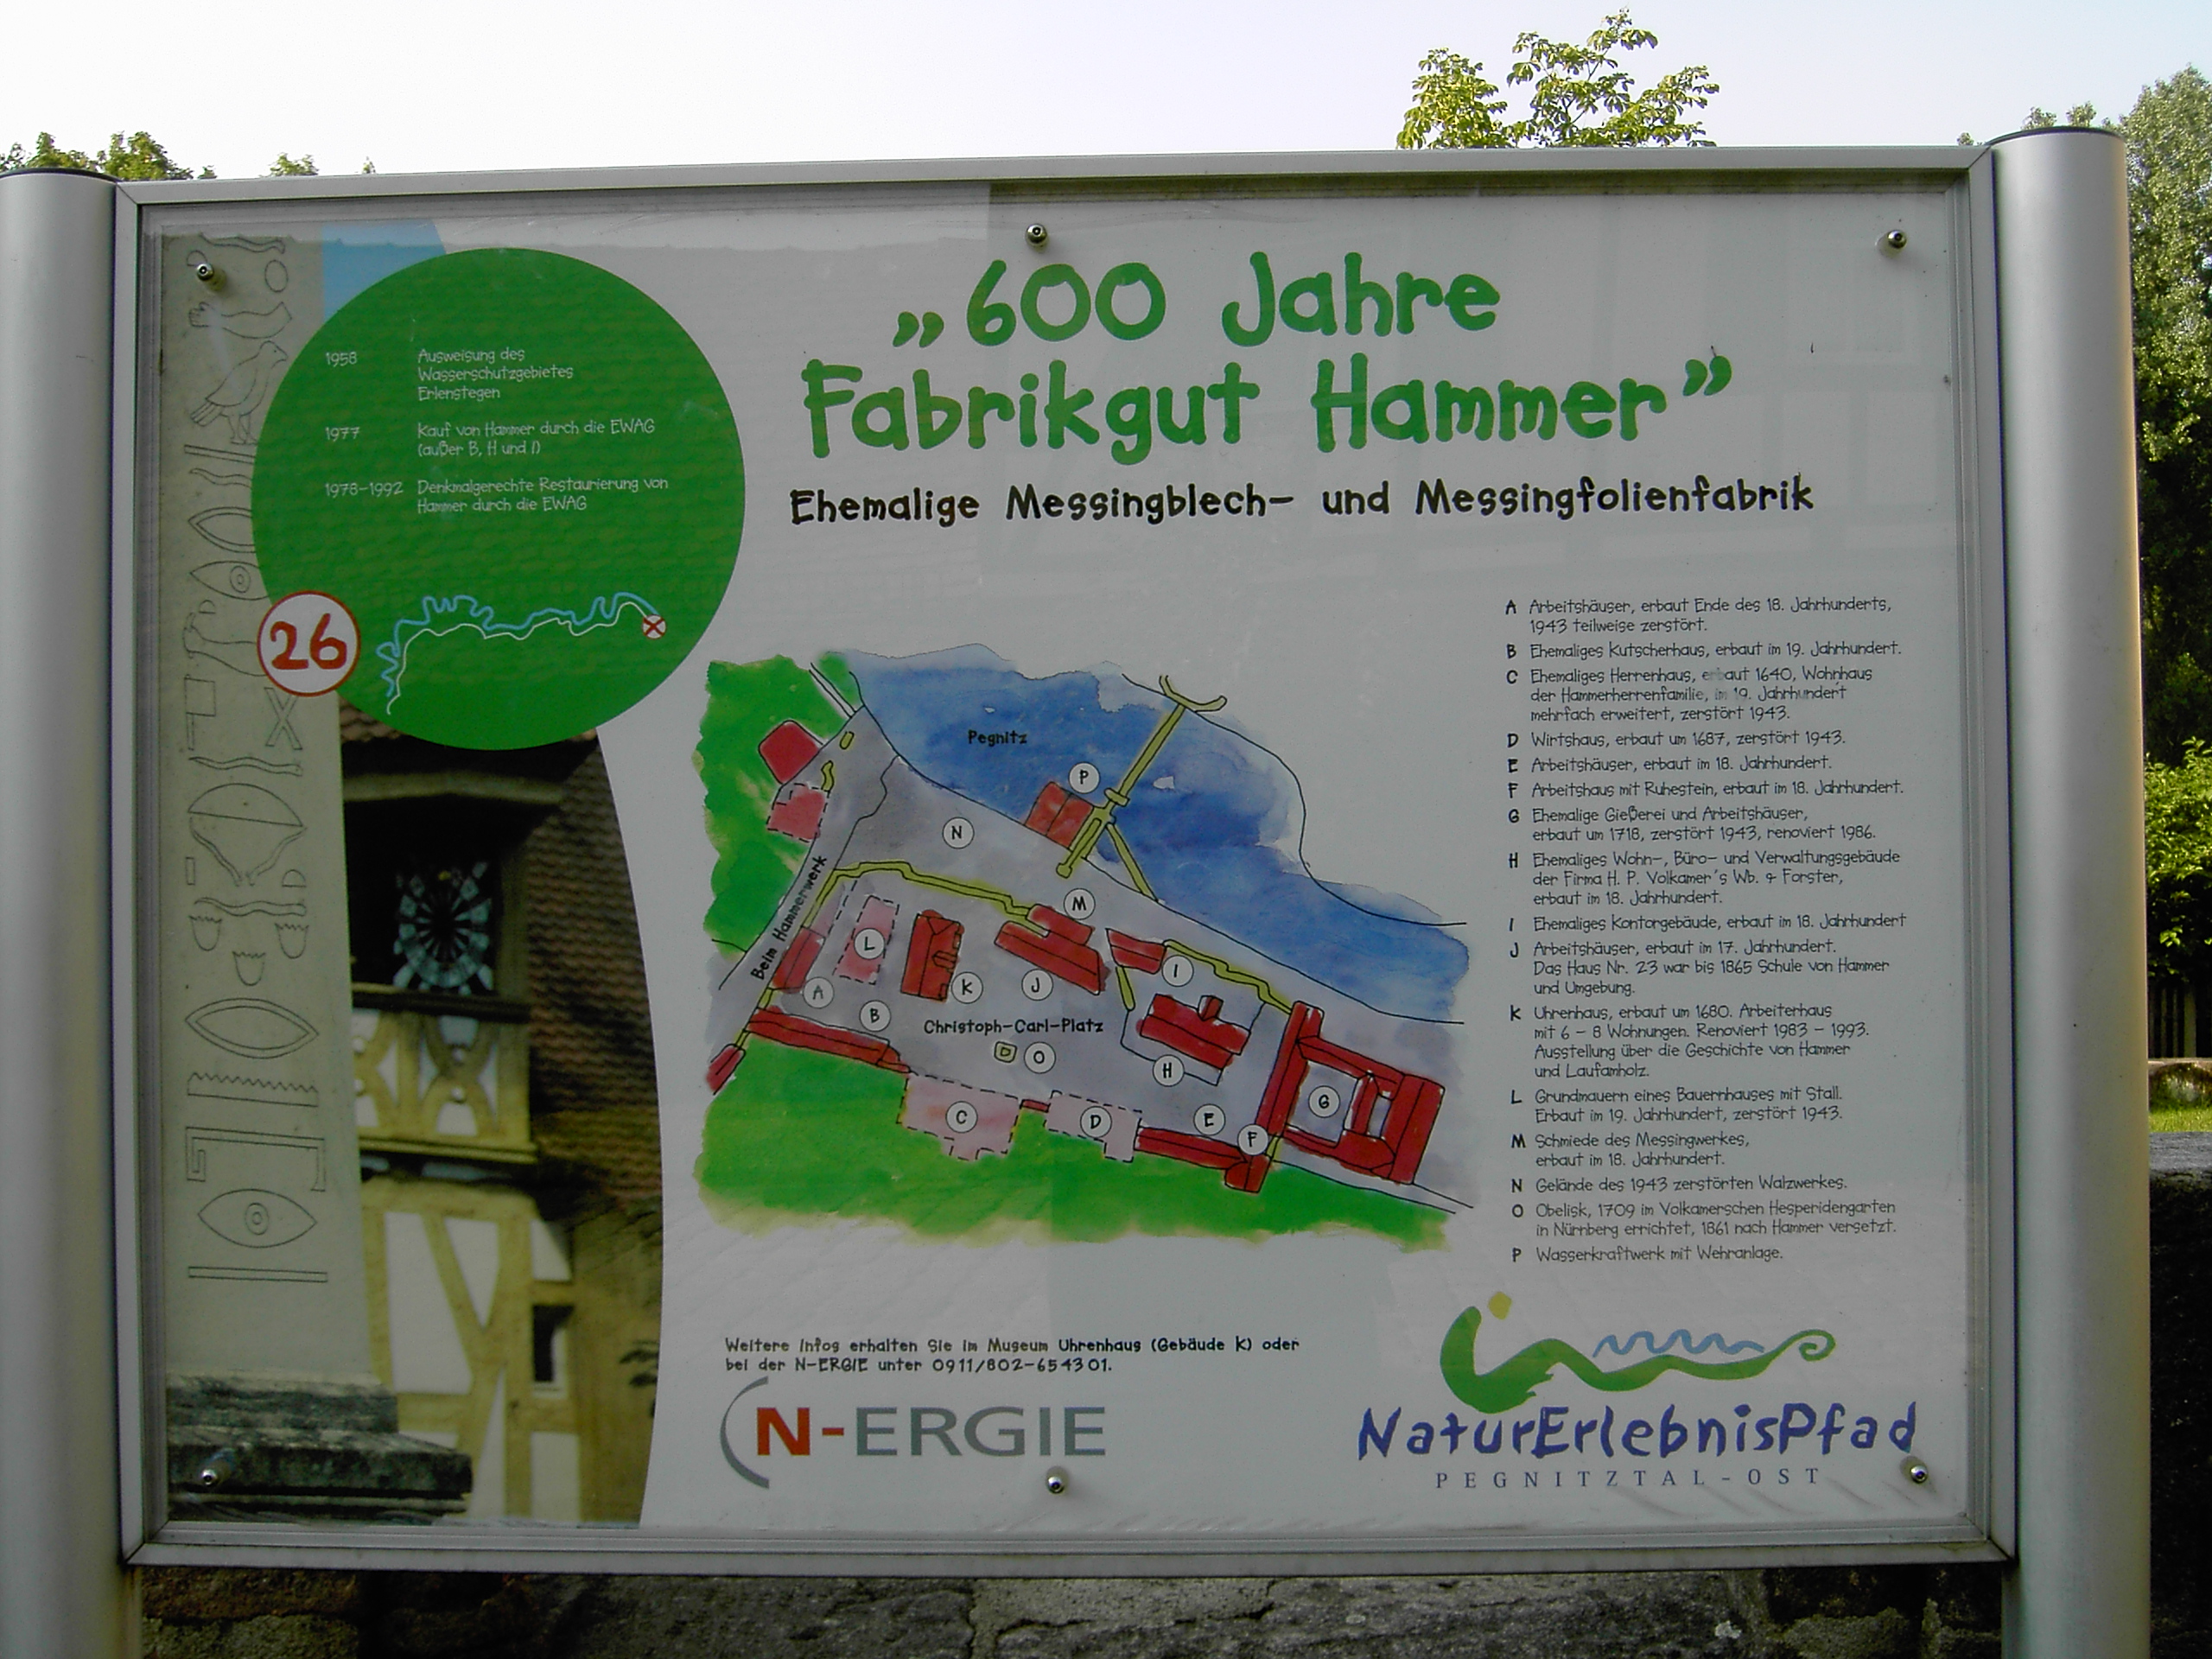 „600 Jahre
Fabrikgut Hammer”
Ehemalige Messingblech- und Messingfolienfabrik
1958 Ausweisung des
Wasserschutzgebietes
Erlenstegen
1977 Kauf von Hammer durch die EWAG
(außer B, H und I)
1978-1992 Denkmalgerechte Restaurierung von
Hammer durch die EWAG
26
Pegnitz
P
N
Beim Hammerwerk
M
L
I
A
K
J
B
Christoph-Carl-Platz
O
H
G
C
D
E
F
A Arbeitshäuser, erbaut Ende des 18. Jahrhunderts,
1943 teilweise zerstört.
B Ehemaliges Kutscherhaus, erbaut im 19. Jahrhundert.
C Ehemaliges Herrenhaus, erbaut 1640, Wohnhaus
der Hammerherrenfamilie, im 19. Jahrhundert
mehrfach erweitert, zerstört 1943.
D Wirtshaus, erbaut um 1687, zerstört 1943.
E Arbeitshäuser, erbaut im 18. Jahrhundert.
F Arbeitshaus mit Ruhestein, erbaut im 18. Jahrhundert.
G Ehemalige Gießerei und Arbeitshäuser,
erbaut um 1718, zerstört 1943, renoviert 1986.
H Ehemaliges Wohn-, Büro- und Verwaltungsgebäude
der Firma H. P. Volkamer's Wb. & Forster,
erbaut im 18. Jahrhundert.
I Ehemaliges Kontorgebäude, erbaut im 18. Jahrhundert
J Arbeitshäuser, erbaut im 17. Jahrhundert.
Das Haus Nr. 23 war bis 1865 Schule von Hammer
und Umgebung.
K Uhrenhaus, erbaut um 1680. Arbeiterhaus
mit 6 - 8 Wohnungen. Renoviert 1983 - 1993.
Ausstellung über die Geschichte von Hammer
und Laufamholz.
L Grundmauern eines Bauernhauses mit Stall.
Erbaut im 19. Jahrhundert, zerstört 1943.
M Schmiede des Messingwerkes,
erbaut im 18. Jahrhundert.
N Gelände des 1943 zerstörten Walzwerkes.
O Obelisk, 1709 im Volkamerschen Hesperidengarten
in Nürnberg errichtet, 1861 nach Hammer versetzt.
P Wasserkraftwerk mit Wehranlage.
Weitere Infos erhalten Sie im Museum Uhrenhaus (Gebäude K) oder
bei der N-ERGIE unter 0911/802-6543 01.
N-ERGIE
NaturErlebnisPfad
PEGNITZTAL-OST